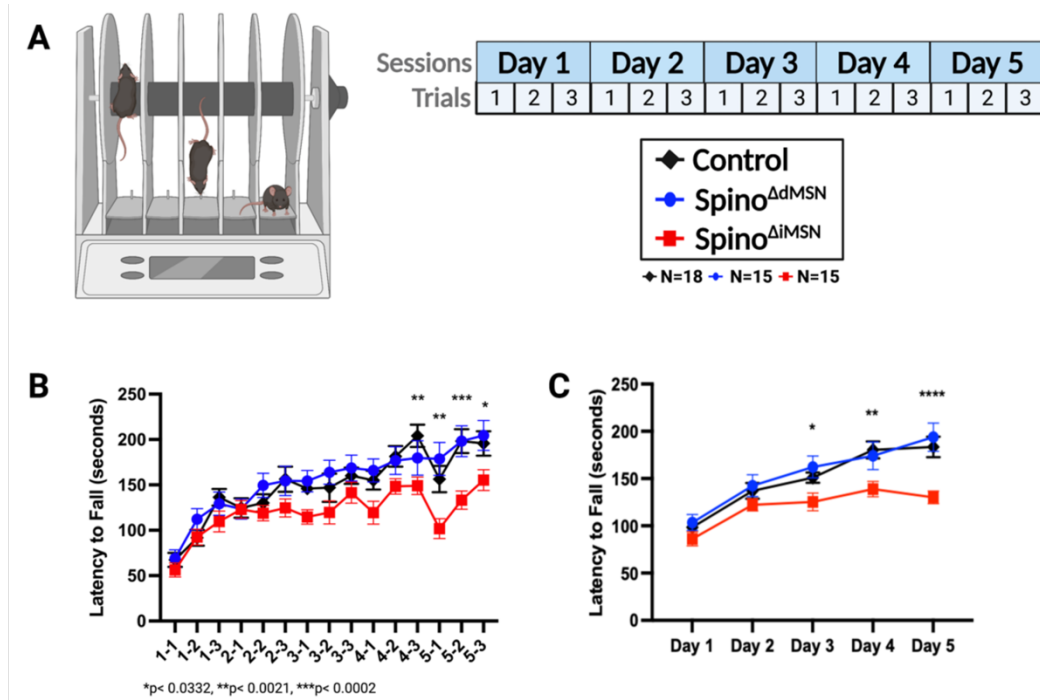 A
Sessions Day 1 Day 2 Day 3 Day 4 Day 5
Trials 1 2 3 1 2 3 1 2 3 1 2 3 1 2 3
Control
Spino^ΔdMSN
Spino^ΔiMSN
N=18 N=15 N=15
B
Latency to Fall (seconds)
250
200
150
100
50
0
** ** *** *
1-1 1-2 1-3 2-1 2-2 2-3 3-1 3-2 3-3 4-1 4-2 4-3 5-1 5-2 5-3
*p< 0.0332, **p< 0.0021, ***p< 0.0002
C
Latency to Fall (seconds)
250
200
150
100
50
0
* ** ****
Day 1 Day 2 Day 3 Day 4 Day 5